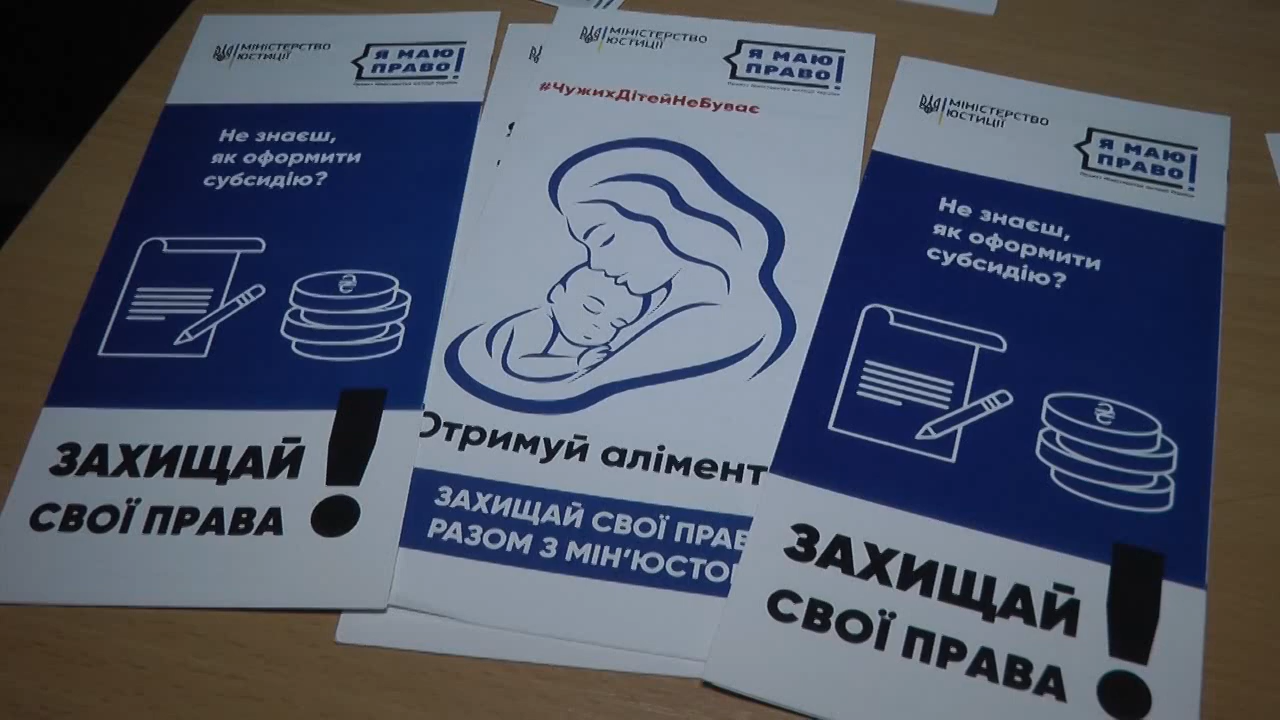 МІНІСТЕРСТВО
ЮСТИЦІЇ
Я МАЮ
ПРАВО!
Не знаєш,
як оформити
субсидію?
ЗАХИЩАЙ
СВОЇ ПРАВА!
МІНІСТЕРСТВО
ЮСТИЦІЇ
Я МАЮ
ПРАВО!
#ЧужихДітейНеБуває
Отримуй алімент
ЗАХИЩАЙ СВОЇ ПРАВ
РАЗОМ З МІН'ЮСТО
МІНІСТЕРСТВО
ЮСТИЦІЇ
Я МАЮ
ПРАВО!
Не знаєш,
як оформити
субсидію?
ЗАХИЩАЙ
СВОЇ ПРАВА!